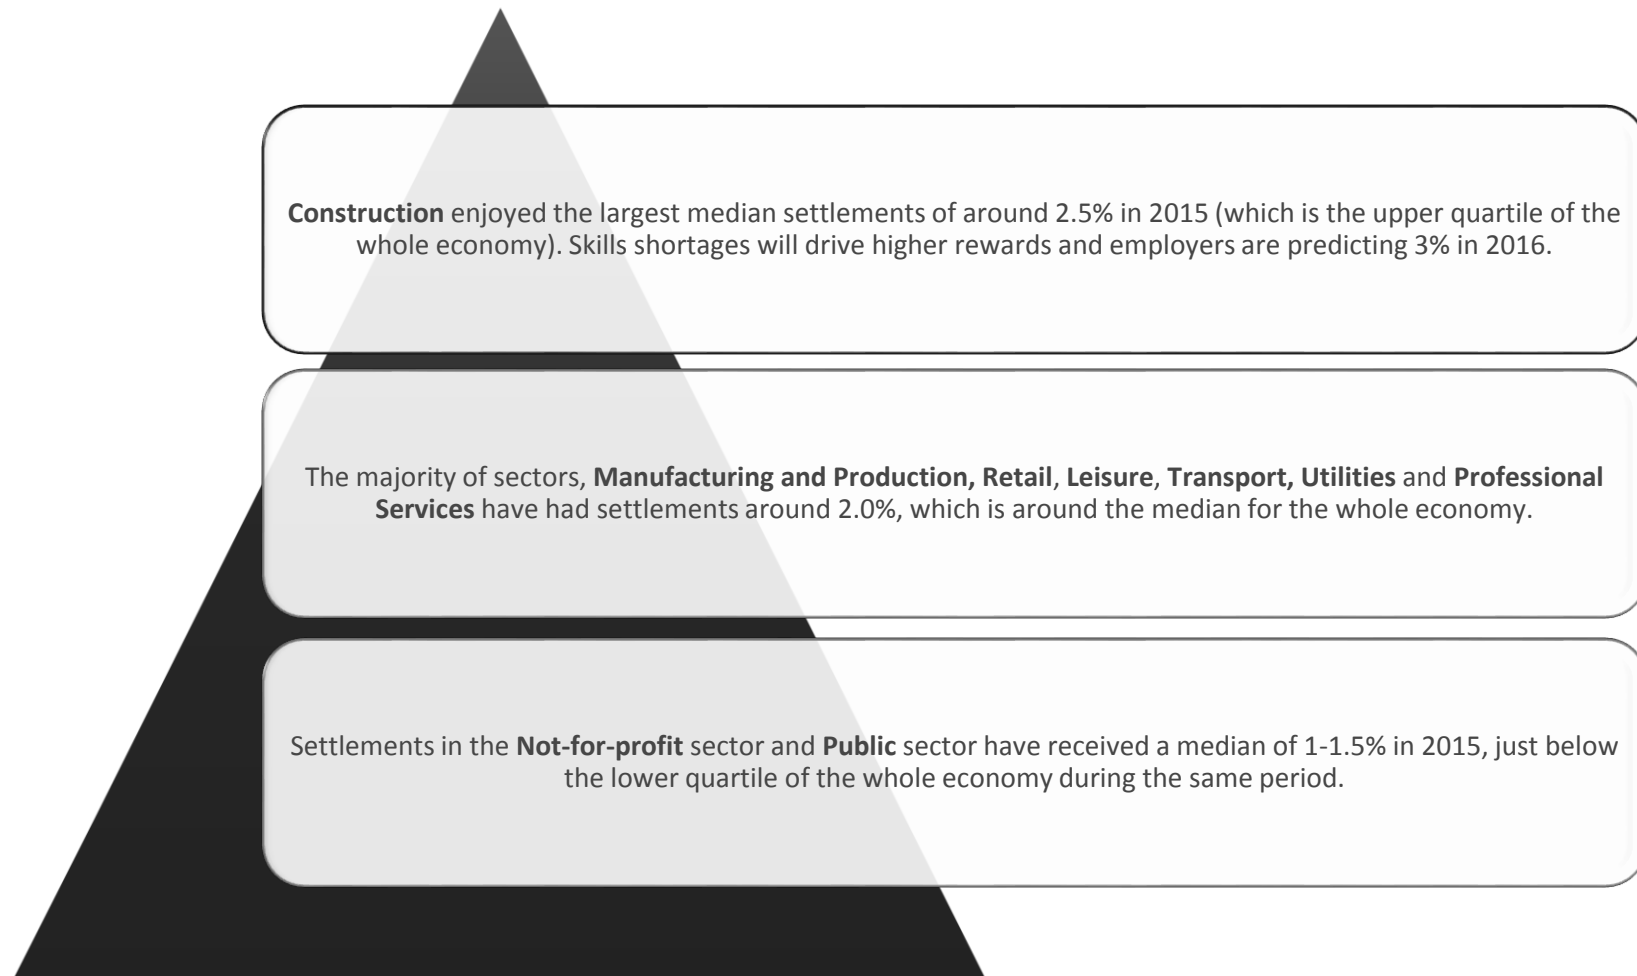 Construction enjoyed the largest median settlements of around 2.5% in 2015 (which is the upper quartile of the
whole economy). Skills shortages will drive higher rewards and employers are predicting 3% in 2016.
The majority of sectors, Manufacturing and Production, Retail, Leisure, Transport, Utilities and Professional
Services have had settlements around 2.0%, which is around the median for the whole economy.
Settlements in the Not-for-profit sector and Public sector have received a median of 1-1.5% in 2015, just below
the lower quartile of the whole economy during the same period.